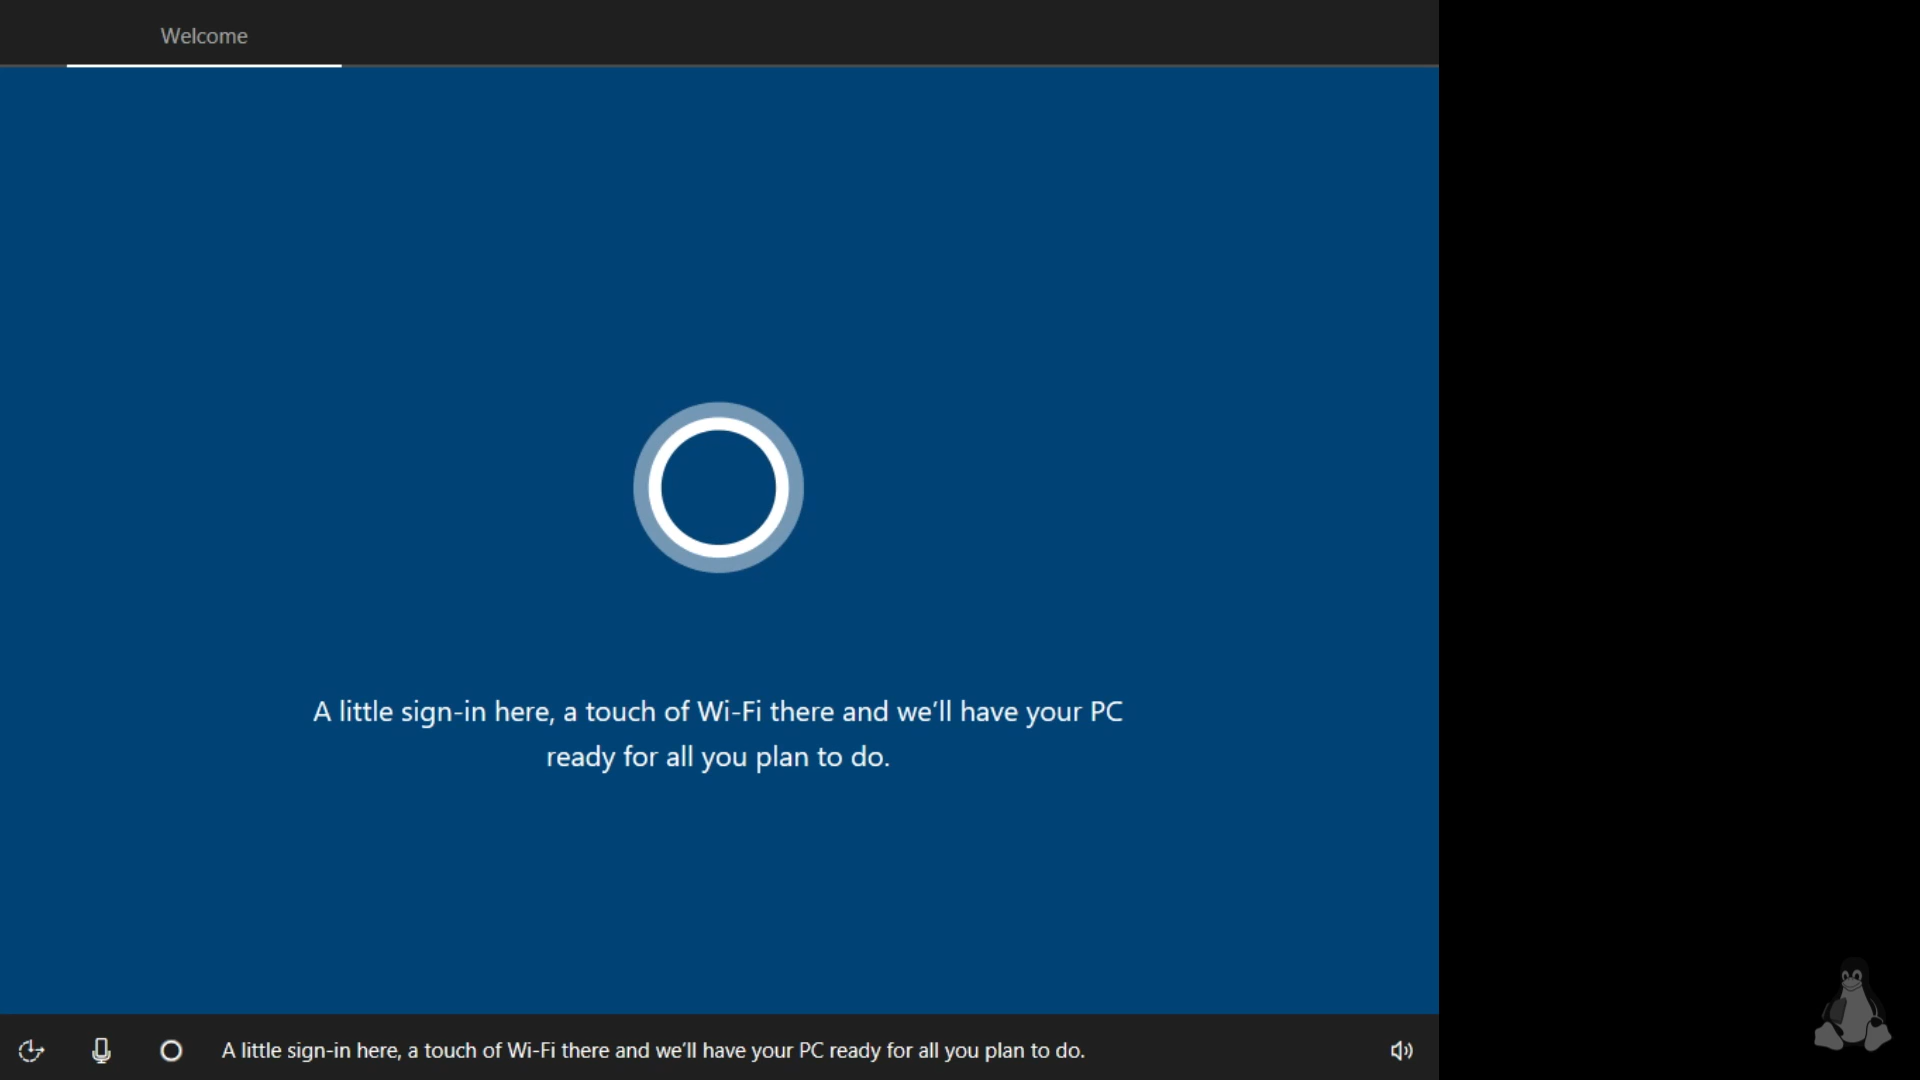 Welcome
A little sign-in here, a touch of Wi-Fi there and we’ll have your PC
ready for all you plan to do.
A little sign-in here, a touch of Wi-Fi there and we’ll have your PC ready for all you plan to do.